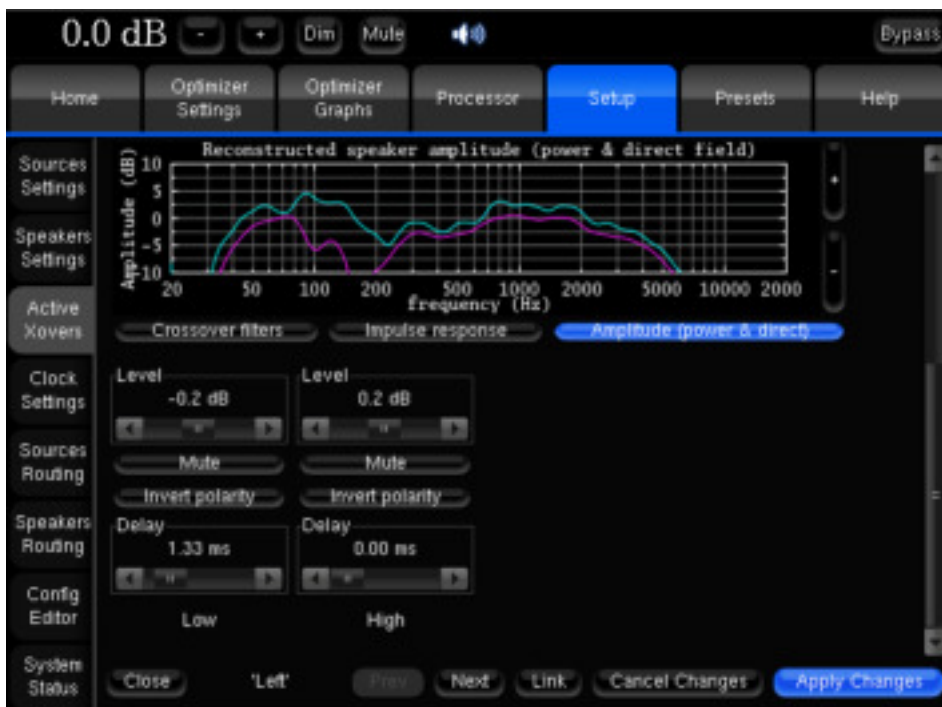 0.0 dB - + Dim Mute Bypass
Home Optimizer Settings Optimizer Graphs Processor Setup Presets Help
Sources Settings
Speakers Settings
Active Xovers
Clock Settings
Sources Routing
Speakers Routing
Config Editor
System Status
Reconstructed speaker amplitude (power & direct field)
Amplitude (dB)
10
5
0
-5
-10
20 50 100 200 500 1000 2000 5000 10000 2000
frequency (Hz)
+
-
Crossover filters Impulse response Amplitude (power & direct)
Level Level
-0.2 dB 0.2 dB
Mute Mute
Invert polarity Invert polarity
Delay Delay
1.33 ms 0.00 ms
Low High
Close 'Left' Prev Next Link Cancel Changes Apply Changes